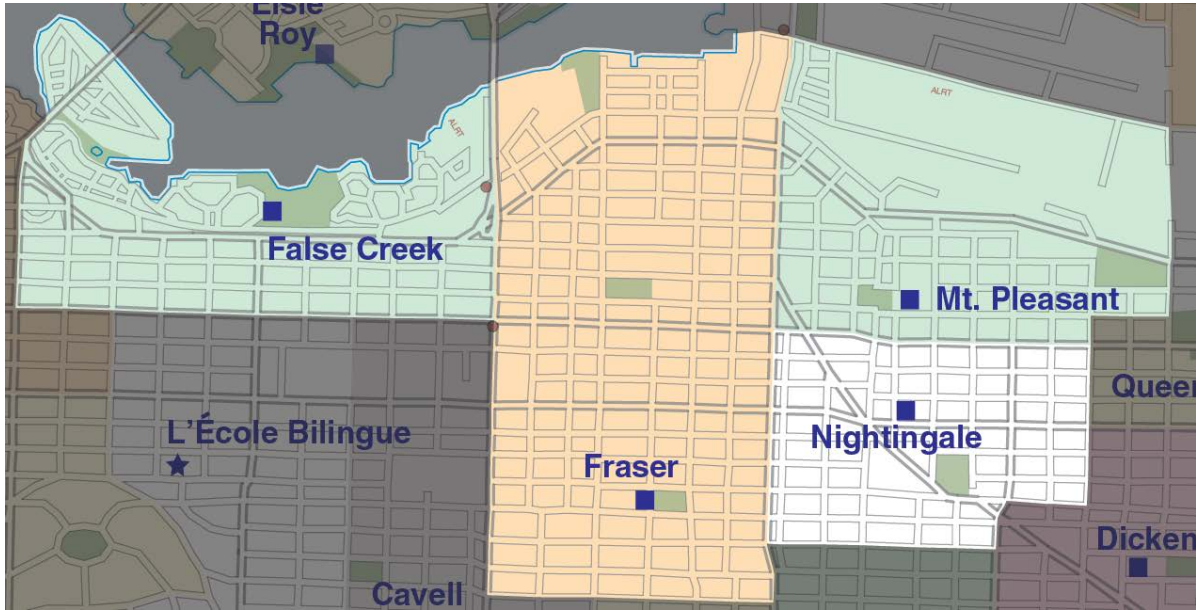 Elsie
Roy
ALRT
ALRT
False Creek
Mt. Pleasant
Queen
L'École Bilingue
Nightingale
Fraser
Dicken
Cavell